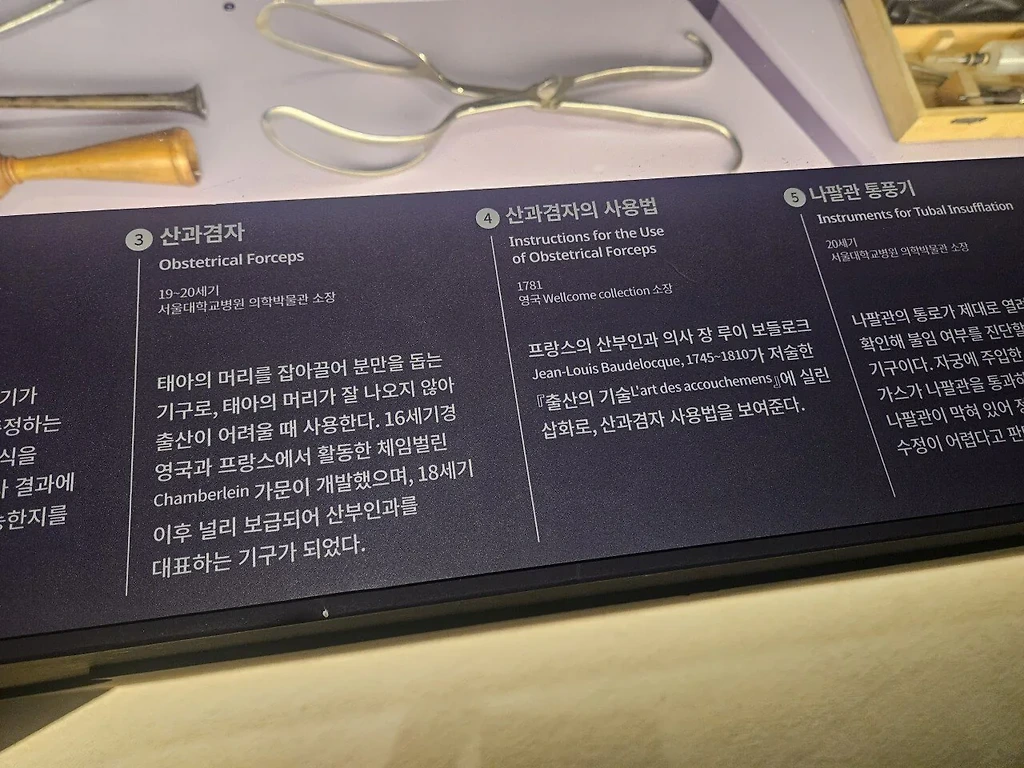 기가
정하는
식을
결과에
한지를
3 산과겸자
Obstetrical Forceps
19~20세기
서울대학교병원 의학박물관 소장
태아의 머리를 잡아끌어 분만을 돕는
기구로, 태아의 머리가 잘 나오지 않아
출산이 어려울 때 사용한다. 16세기경
영국과 프랑스에서 활동한 체임벌린
Chamberlein 가문이 개발했으며, 18세기
이후 널리 보급되어 산부인과를
대표하는 기구가 되었다.
4 산과겸자의 사용법
Instructions for the Use
of Obstetrical Forceps
1781
영국 Wellcome collection 소장
프랑스의 산부인과 의사 장 루이 보들로크
Jean-Louis Baudelocque, 1745~1810가 저술한
『출산의 기술L'art des accouchemens』에 실린
삽화로, 산과겸자 사용법을 보여준다.
5 나팔관 통풍기
Instruments for Tubal Insufflation
20세기
서울대학교병원 의학박물관 소장
나팔관의 통로가 제대로
확인해 불임 여부를 진단할
기구이다. 자궁에 주입한
가스가 나팔관을 통과하
나팔관이 막혀 있어
수정이 어렵다고